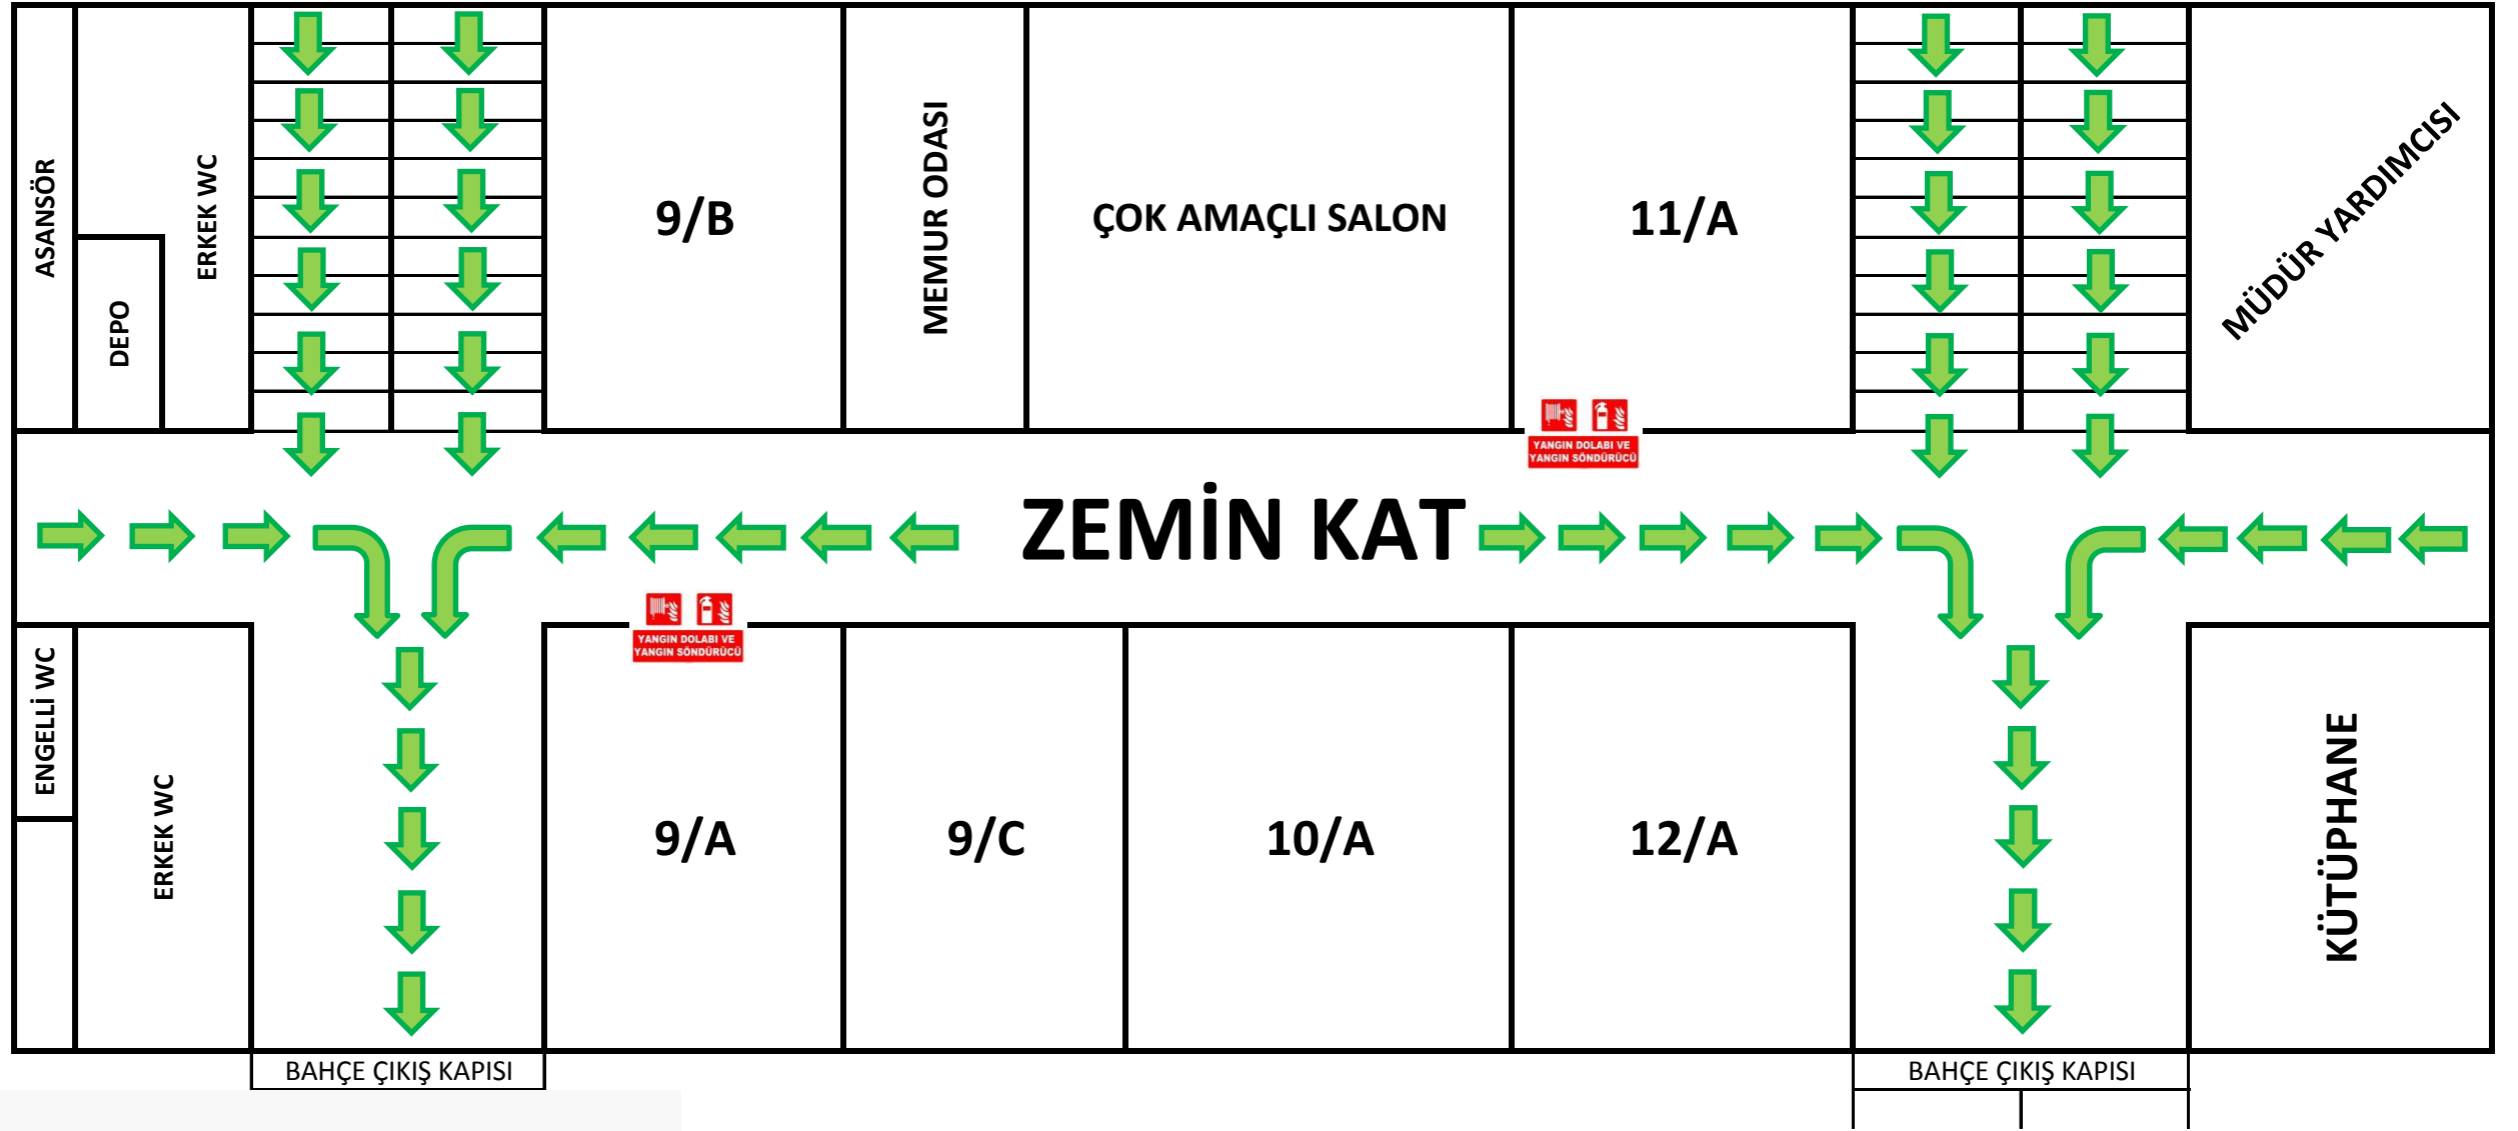 ASANSÖR
DEPO
ERKEK WC
9/B
MEMUR ODASI
ÇOK AMAÇLI SALON
11/A
MÜDÜR YARDIMCISI
YANGIN DOLABI VE
YANGIN SÖNDÜRÜCÜ
ZEMİN KAT
YANGIN DOLABI VE
YANGIN SÖNDÜRÜCÜ
ENGELLİ WC
ERKEK WC
9/A
9/C
10/A
12/A
KÜTÜPHANE
BAHÇE ÇIKIŞ KAPISI
BAHÇE ÇIKIŞ KAPISI